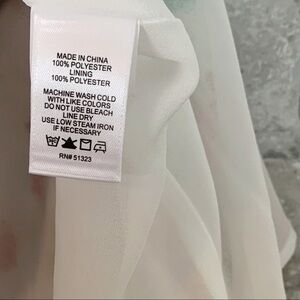 MADE IN CHINA
100% POLYESTER
LINING
100% POLYESTER
MACHINE WASH COLD
WITH LIKE COLORS
DO NOT USE BLEACH
LINE DRY
USE LOW STEAM IRON
IF NECESSARY
RN# 51323